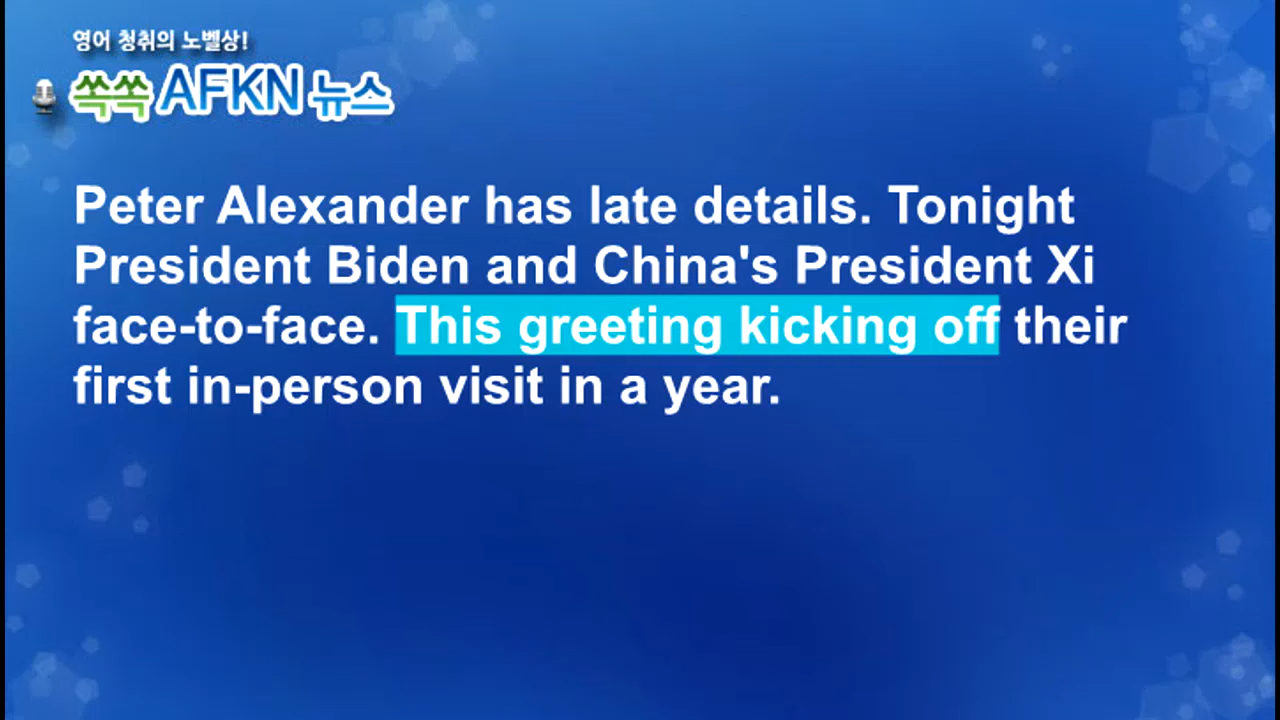 영어 청취의 노벨상!
쏙쏙 AFKN 뉴스
Peter Alexander has late details. Tonight
President Biden and China's President Xi
face-to-face. This greeting kicking off their
first in-person visit in a year.